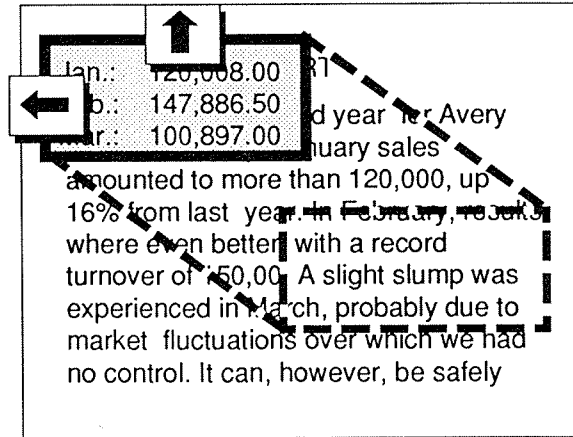 Jan.: 120,008.00 RT
b.: 147,886.50 d year for Avery
ar.: 100,897.00 nuary sales
amounted to more than 120,000, up
16% from last year. In February, results
where even better with a record
turnover of 150,00 A slight slump was
experienced in March, probably due to
market fluctuations over which we had
no control. It can, however, be safely